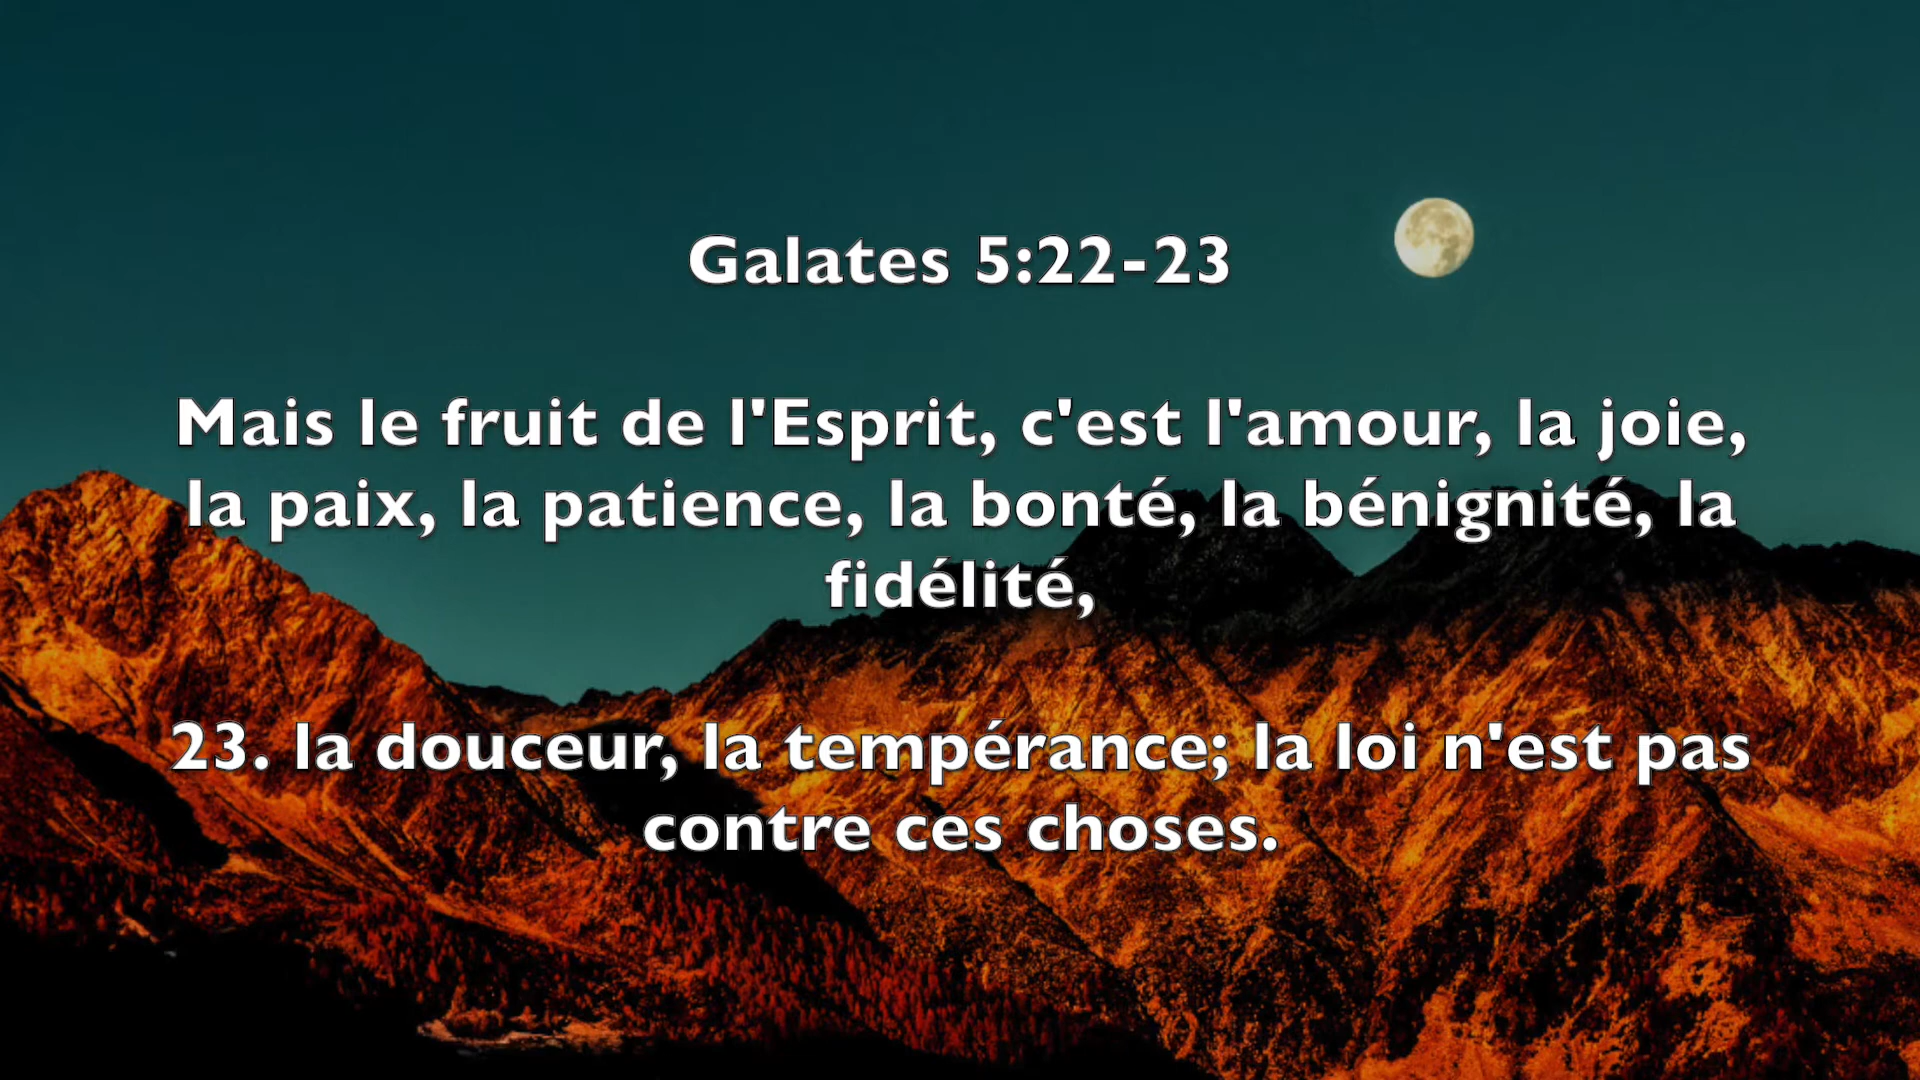 Galates 5:22-23
Mais le fruit de l'Esprit, c'est l'amour, la joie,
la paix, la patience, la bonté, la bénignité, la
fidélité,
23. la douceur, la tempérance; la loi n'est pas
contre ces choses.